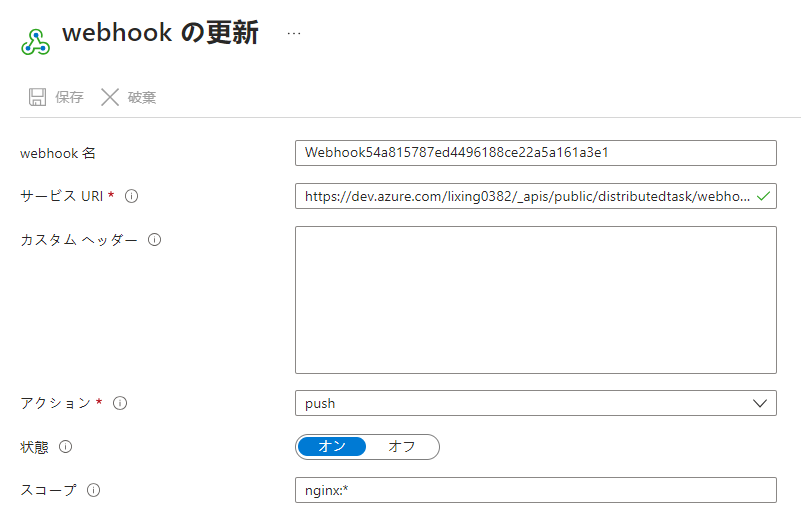 webhook の更新 ...
保存 破棄
webhook 名 Webhook54a815787ed4496188ce22a5a161a3e1
サービス URI * https://dev.azure.com/lixing0382/_apis/public/distributedtask/webho...
カスタム ヘッダー
アクション * push
状態 オン オフ
スコープ nginx:*